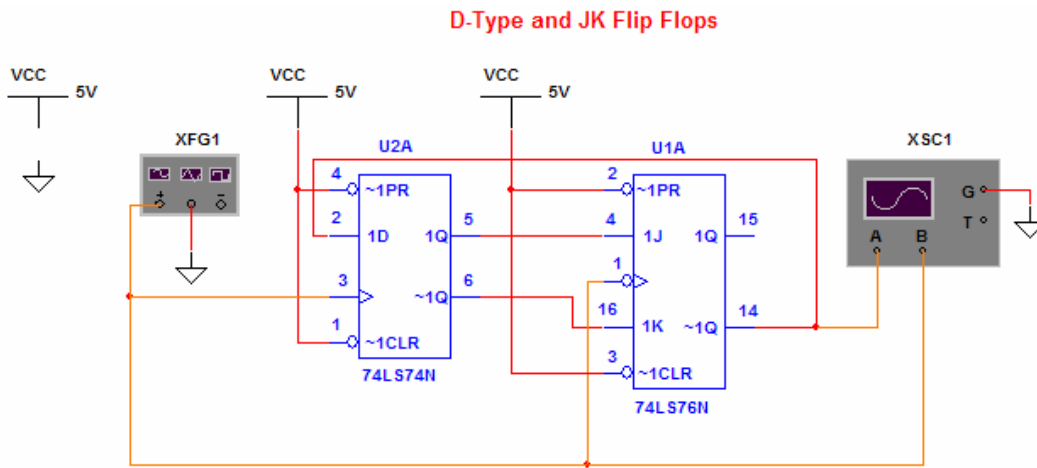 D-Type and JK Flip Flops
VCC
5V
VCC
5V
VCC
5V
XFG1
+
−
U2A
4
~1PR
2
1D
1Q
5
3
~1Q
6
1
~1CLR
74LS74N
U1A
2
~1PR
4
1J
1Q
15
1
16
1K
~1Q
14
3
~1CLR
74LS76N
XSC1
G
T
A
B